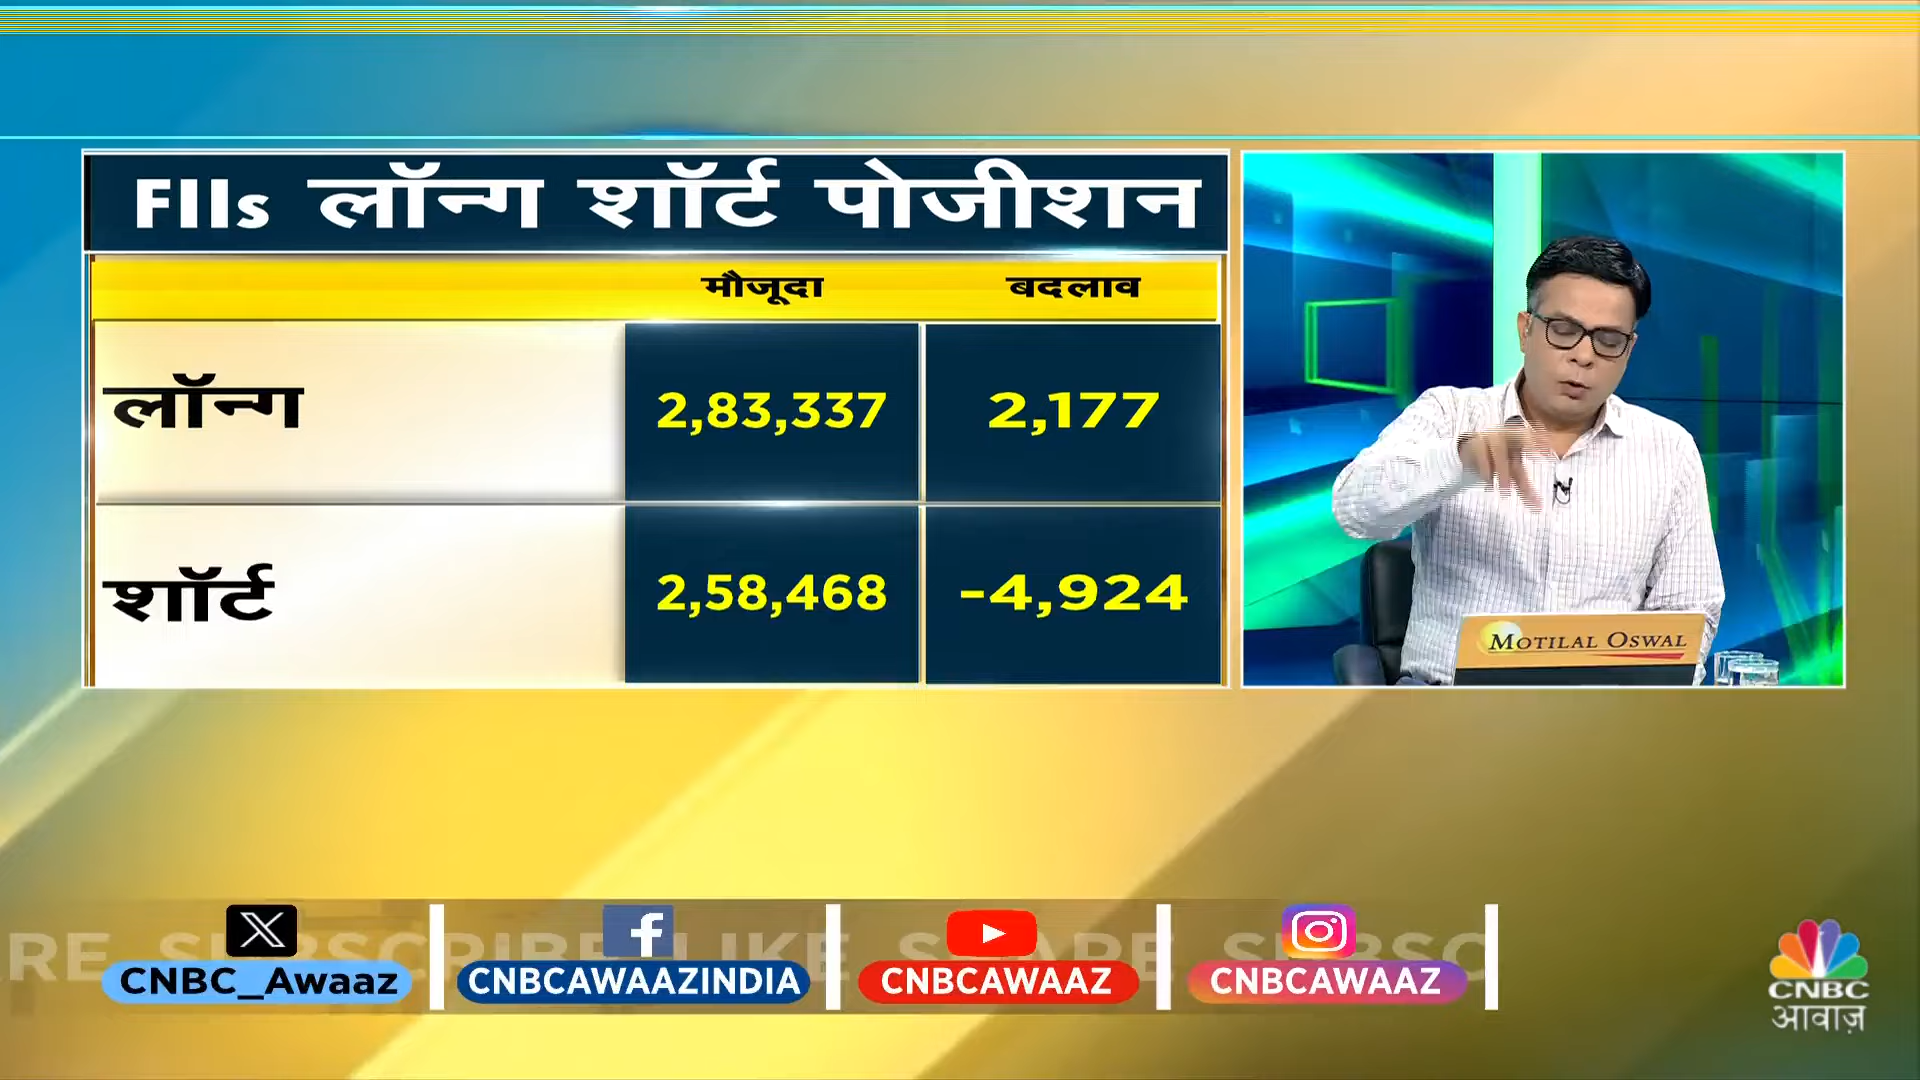 FIIs लॉन्ग शॉर्ट पोजीशन
मौजूदा बदलाव
लॉन्ग 2,83,337 2,177
शॉर्ट 2,58,468 -4,924
MOTILAL OSWAL
CNBC_Awaaz
CNBCAWAAZINDIA
CNBCAWAAZ
CNBCAWAAZ
CNBC
आवाज़